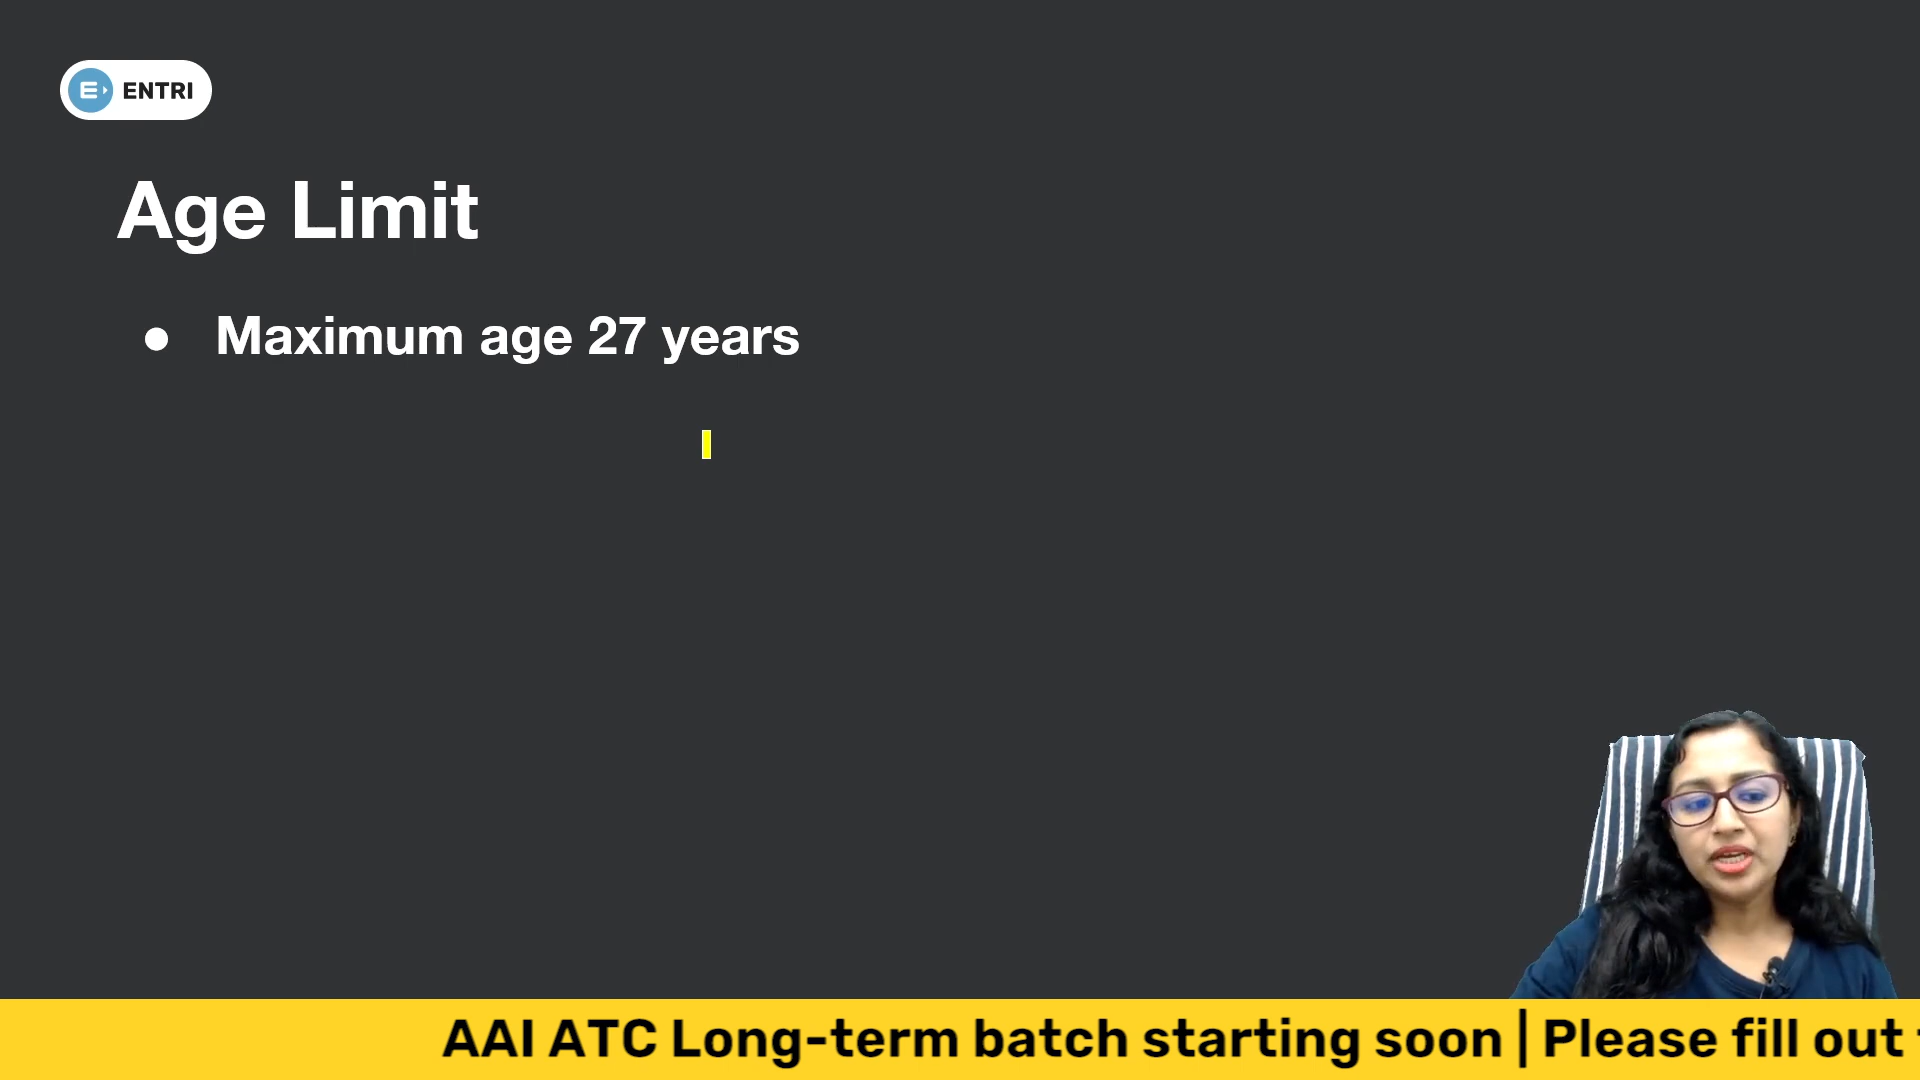 ENTRI
Age Limit
● Maximum age 27 years
AAI ATC Long-term batch starting soon | Please fill out